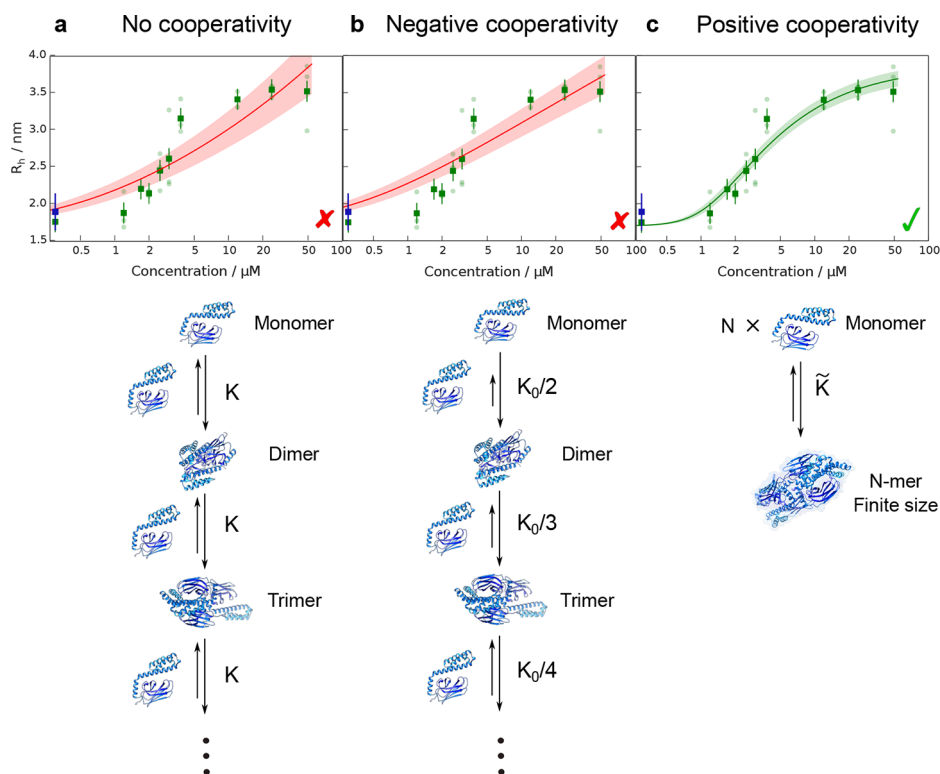 a No cooperativity
b Negative cooperativity
c Positive cooperativity
4.0
3.5
3.0
2.5
2.0
1.5
R_h / nm
0.5 1 2 5 10 20 50 100
0.5 1 2 5 10 20 50 100
0.5 1 2 5 10 20 50 100
Concentration / μM
Concentration / μM
Concentration / μM
Monomer
K
Dimer
K
Trimer
K
Monomer
K₀/2
Dimer
K₀/3
Trimer
K₀/4
N × Monomer
K̃
N-mer
Finite size